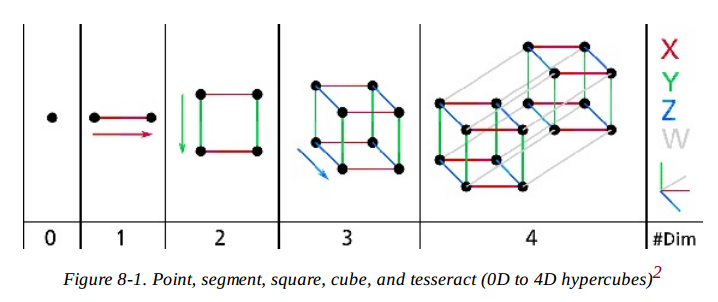 X
Y
Z
W
0 1 2 3 4 #Dim
Figure 8-1. Point, segment, square, cube, and tesseract (0D to 4D hypercubes)2